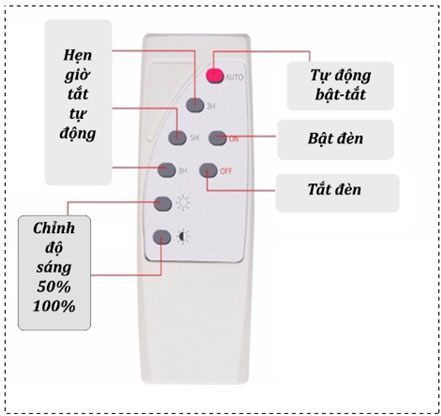 Hẹn
giờ
tắt
tự
động
Tự động
bật-tắt
Bật đèn
Tắt đèn
Chỉnh
độ
sáng
50%
100%
AUTO
3H
5H
ON
8H
OFF